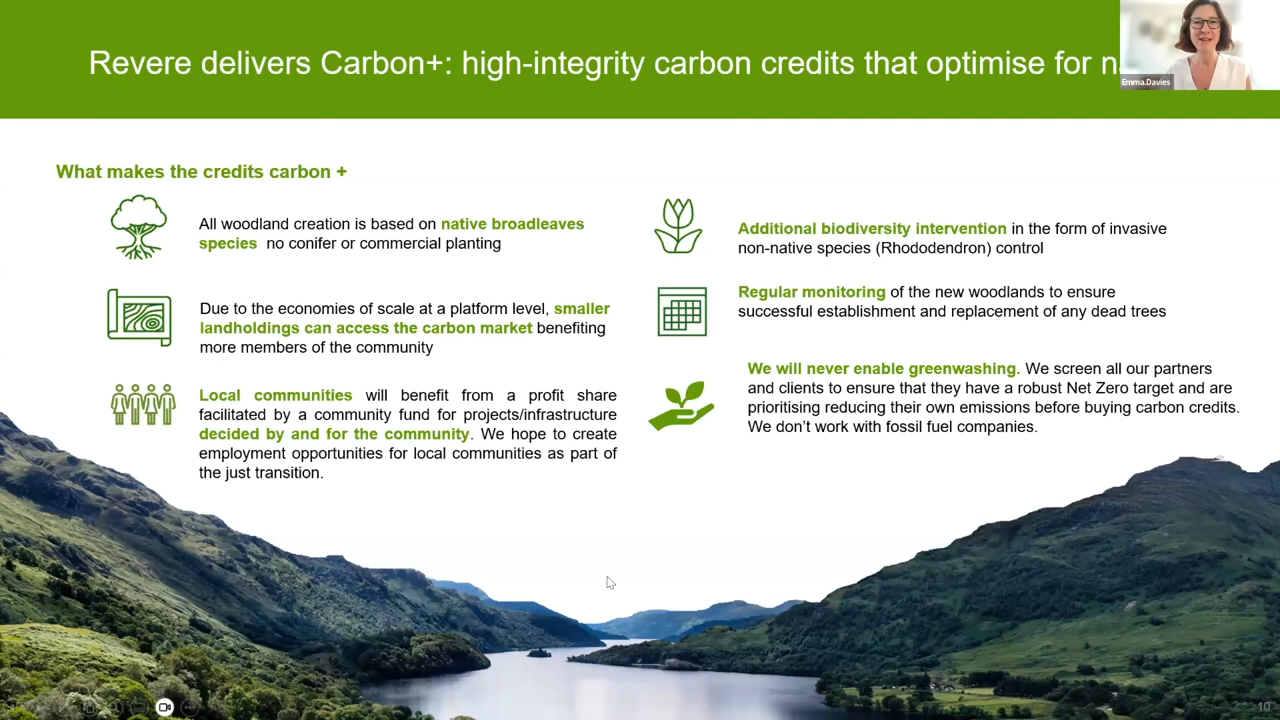 Revere delivers Carbon+: high-integrity carbon credits that optimise for
Emma.Davies
What makes the credits carbon +
All woodland creation is based on native broadleaves
species no conifer or commercial planting
Due to the economies of scale at a platform level, smaller
landholdings can access the carbon market benefiting
more members of the community
Local communities will benefit from a profit share
facilitated by a community fund for projects/infrastructure
decided by and for the community. We hope to create
employment opportunities for local communities as part of
the just transition.
Additional biodiversity intervention in the form of invasive
non-native species (Rhododendron) control
Regular monitoring of the new woodlands to ensure
successful establishment and replacement of any dead trees
We will never enable greenwashing. We screen all our partners
and clients to ensure that they have a robust Net Zero target and are
prioritising reducing their own emissions before buying carbon credits.
We don't work with fossil fuel companies.
10